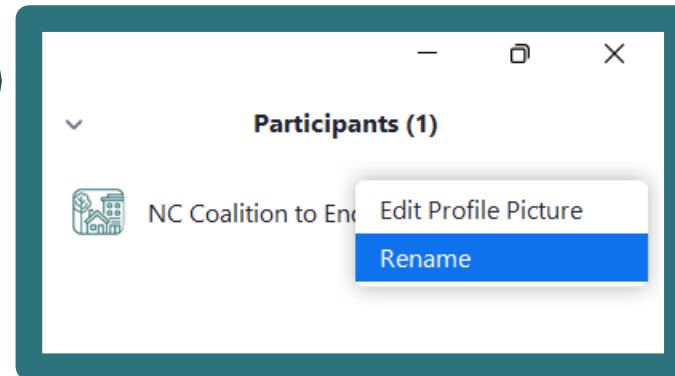 Participants (1)
NC Coalition to End
Edit Profile Picture
Rename